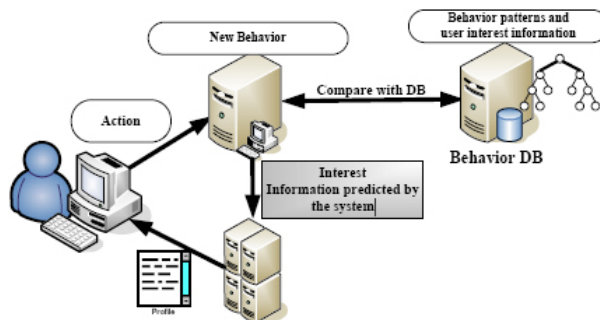 New Behavior
Behavior patterns and
user interest information
Compare with DB
Action
Behavior DB
Interest
Information predicted by
the system
Profile